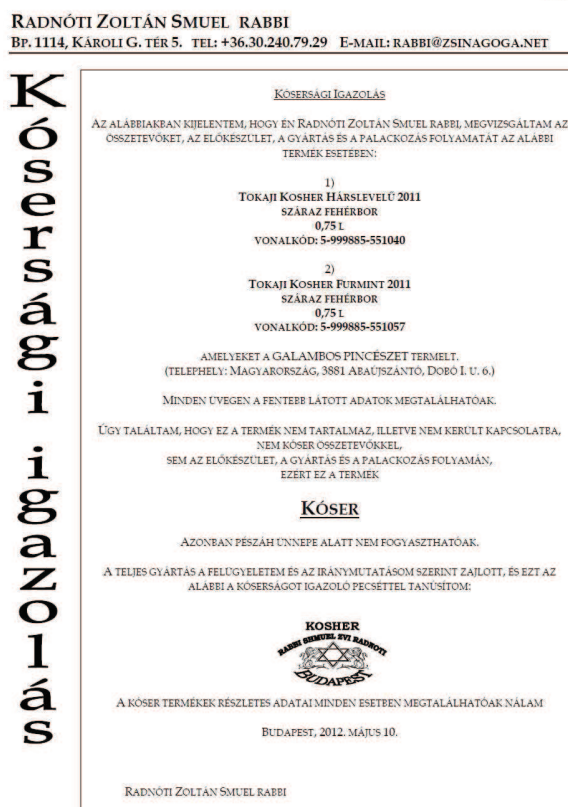 RADNÓTI ZOLTÁN SMUEL RABBI
BP. 1114, KÁROLI G. TÉR 5. TEL: +36.30.240.79.29 E-MAIL: RABBI@ZSINAGOGA.NET
Kósersági igazolás
KÓSERSÁGI IGAZOLÁS
AZ ALÁBBIAKBAN KIJELENTEM, HOGY ÉN RADNÓTI ZOLTÁN SMUEL RABBI, MEGVIZSGÁLTAM AZ
ÖSSZETEVŐKET, AZ ELŐKÉSZÜLET, A GYÁRTÁS ÉS A PALACKOZÁS FOLYAMATÁT AZ ALÁBBI
TERMÉK ESETÉBEN:
1)
TOKAJI KOSHER HÁRSLEVELŰ 2011
SZÁRAZ FEHÉRBOR
0,75 L
VONALKÓD: 5-999885-551040
2)
TOKAJI KOSHER FURMINT 2011
SZÁRAZ FEHÉRBOR
0,75 L
VONALKÓD: 5-999885-551057
AMELYEKET A GALAMBOS PINCÉSZET TERMELT.
(TELEPHELY: MAGYARORSZÁG, 3881 ABAÚJSZÁNTÓ, DOBÓ I. U. 6.)
MINDEN ÜVEGEN A FENTEBB LÁTOTT ADATOK MEGTALÁLHATÓAK.
ÚGY TALÁLTAM, HOGY EZ A TERMÉK NEM TARTALMAZ, ILLETVE NEM KERÜLT KAPCSOLATBA,
NEM KÓSER ÖSSZETEVŐKKEL,
SEM AZ ELŐKÉSZÜLET, A GYÁRTÁS ÉS A PALACKOZÁS FOLYAMÁN,
EZÉRT EZ A TERMÉK
KÓSER
AZONBAN PÉSZÁH ÜNNEPE ALATT NEM FOGYASZTHATÓAK.
A TELJES GYÁRTÁS A FELÜGYELETEM ÉS AZ IRÁNYMUTATÁSOM SZERINT ZAJLOTT, ÉS EZT AZ
ALÁBBI A KÓSERSÁGOT IGAZOLÓ PECSÉTTEL TANÚSÍTOM:
KOSHER
RABBI SHMUEL ZVI RADNOTI
BUDAPEST
A KÓSER TERMÉKEK RÉSZLETES ADATAI MINDEN ESETBEN MEGTALÁLHATÓAK NÁLAM
BUDAPEST, 2012. MÁJUS 10.
RADNÓTI ZOLTÁN SMUEL RABBI